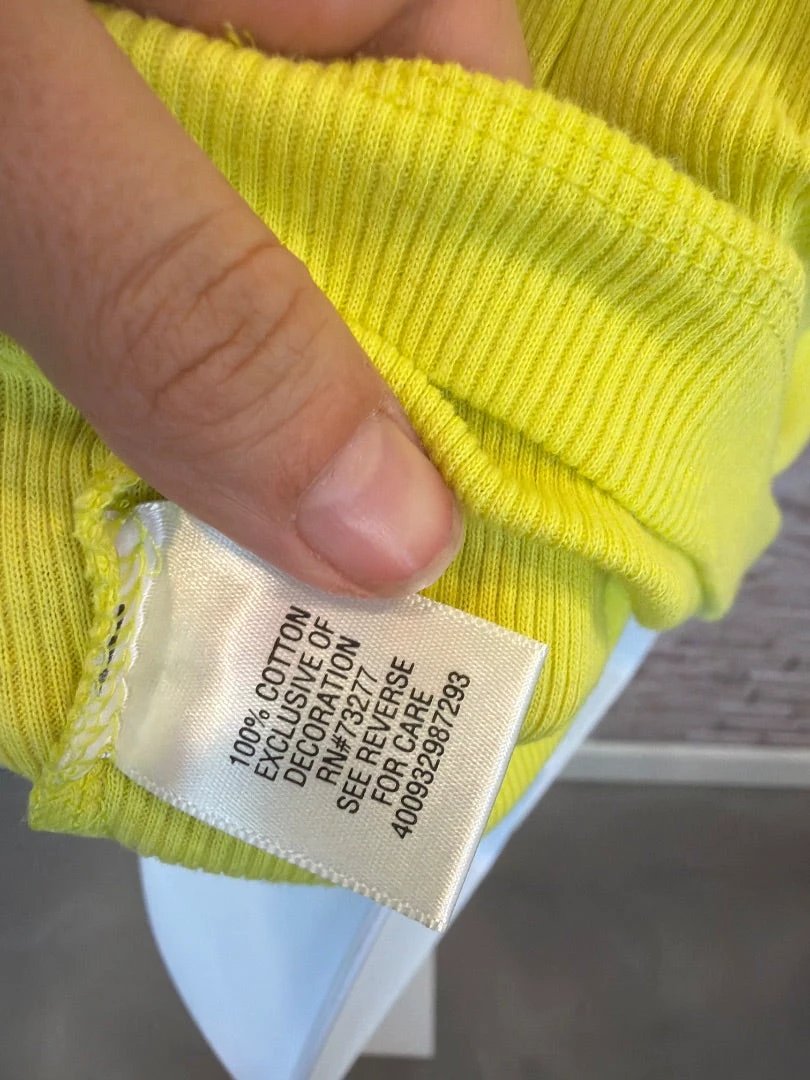 100% COTTON
EXCLUSIVE OF
DECORATION
RN#73277
SEE REVERSE
FOR CARE
400932987293